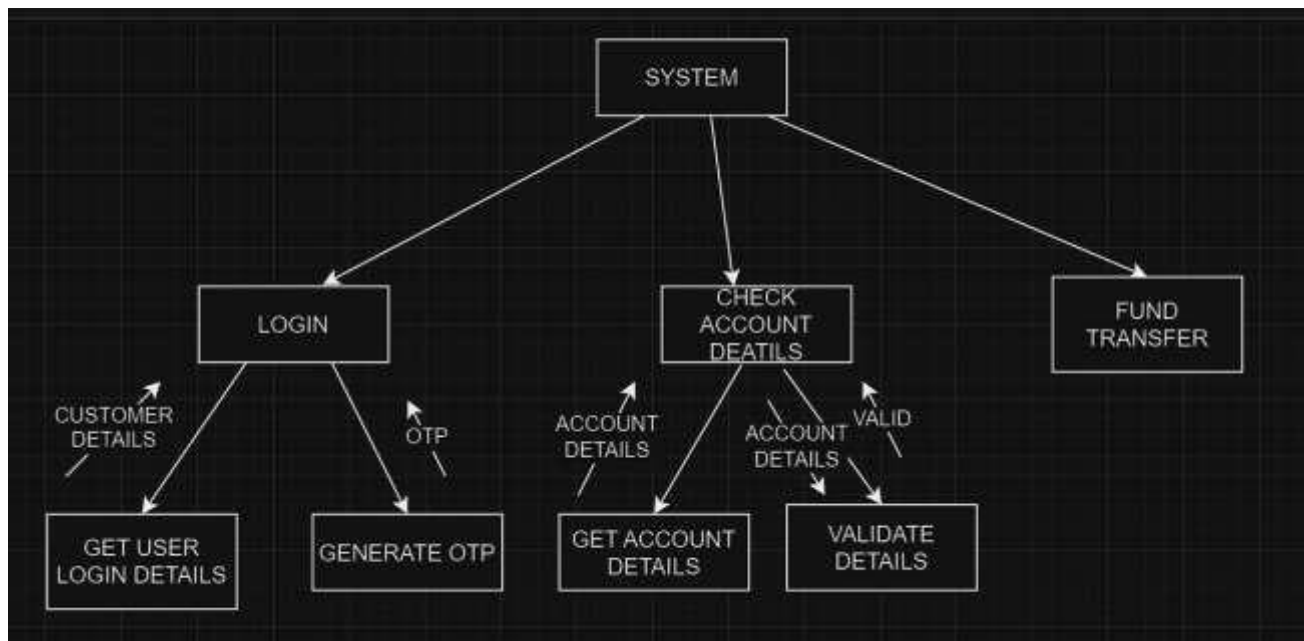 SYSTEM
LOGIN
CHECK
ACCOUNT
DEATILS
FUND
TRANSFER
CUSTOMER
DETAILS
OTP
ACCOUNT
DETAILS
ACCOUNT
DETAILS
VALID
GET USER
LOGIN DETAILS
GENERATE OTP
GET ACCOUNT
DETAILS
VALIDATE
DETAILS